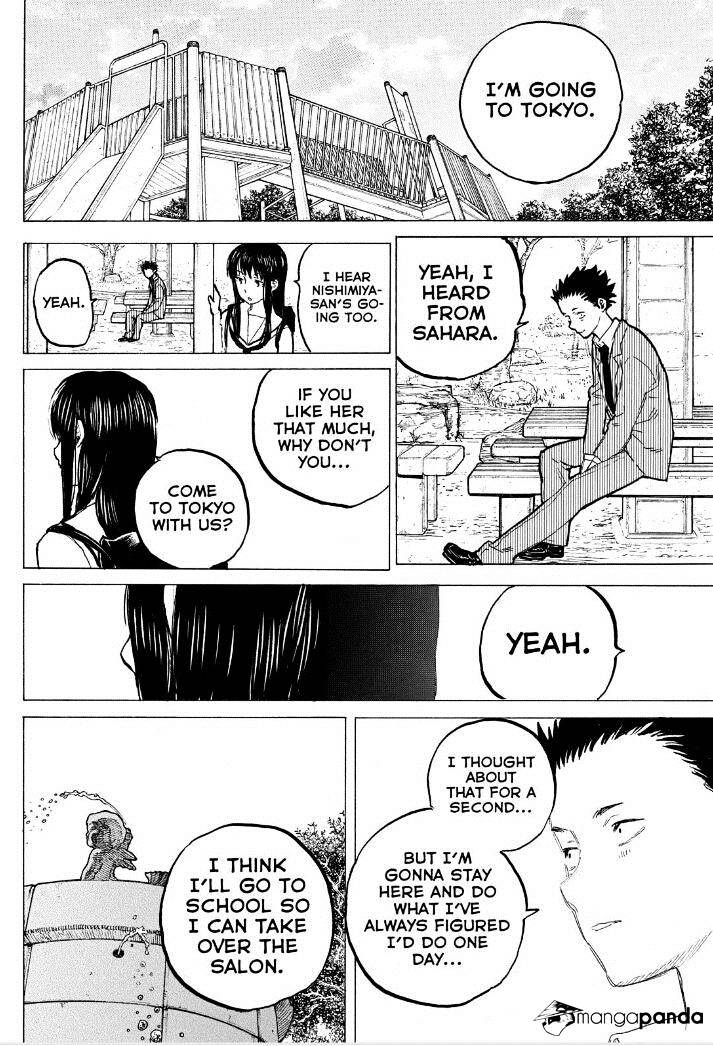 I'M GOING
TO TOKYO.
YEAH, I
HEARD
FROM
SAHARA.
I HEAR
NISHIMIYA-
SAN'S GO-
ING TOO.
YEAH.
IF YOU
LIKE HER
THAT MUCH,
WHY DON'T
YOU...
COME
TO TOKYO
WITH US?
YEAH.
I THOUGHT
ABOUT
THAT FOR A
SECOND...
BUT I'M
GONNA STAY
HERE AND DO
WHAT I'VE
ALWAYS FIGURED
I'D DO ONE
DAY...
I THINK
I'LL GO TO
SCHOOL SO
I CAN TAKE
OVER THE
SALON.
mangapanda